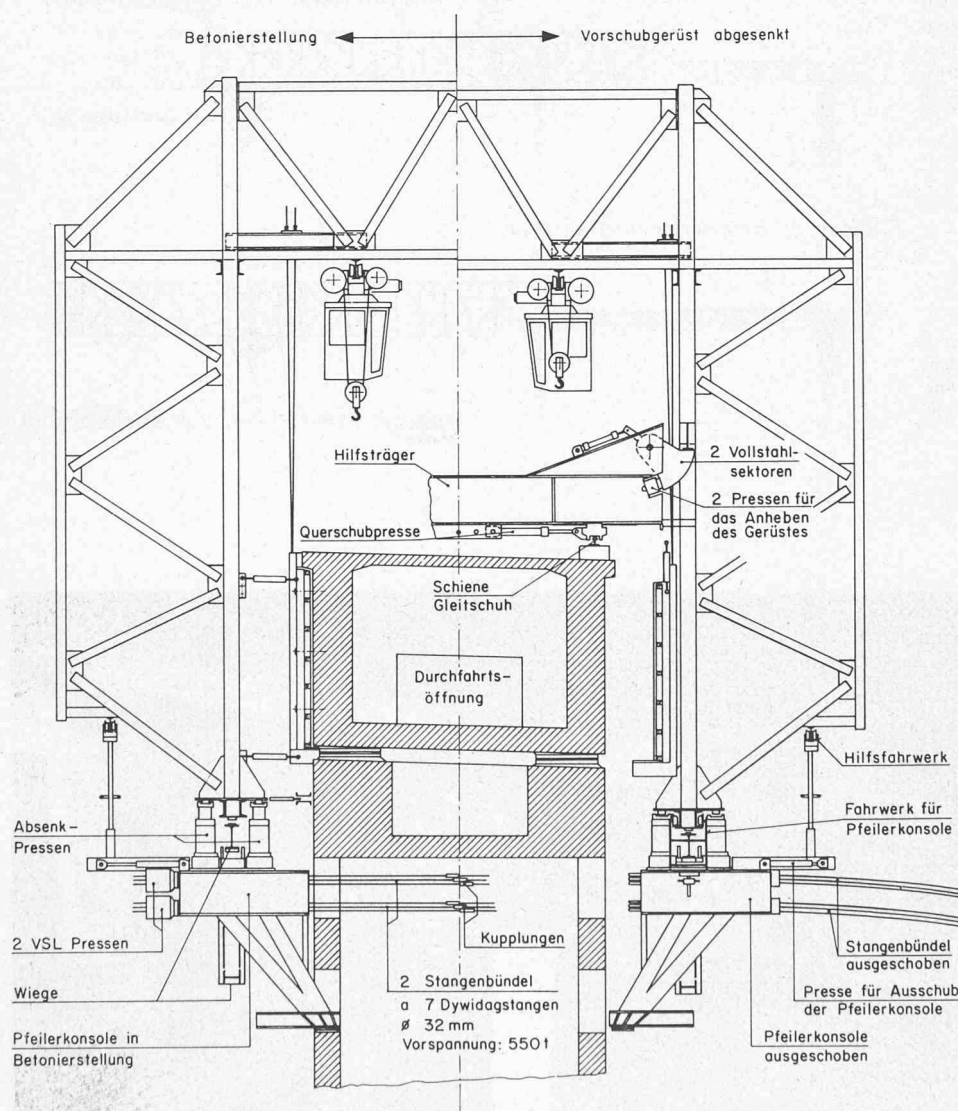 Betonierstellung
Vorschubgerüst abgesenkt
Hilfsträger
2 Vollstahl-
sektoren
2 Pressen für
das Anheben
des Gerüstes
Querschubpresse
Schiene
Gleitschuh
Durchfahrts-
öffnung
Hilfsfahrwerk
Absenk-
Pressen
Fahrwerk für
Pfeilerkonsole
2 VSL Pressen
Kupplungen
Stangenbündel
ausgeschoben
Wiege
2 Stangenbündel
a 7 Dywidagstangen
ø 32 mm
Vorspannung: 550 t
Presse für Ausschub
der Pfeilerkonsole
Pfeilerkonsole in
Betonierstellung
Pfeilerkonsole
ausgeschoben